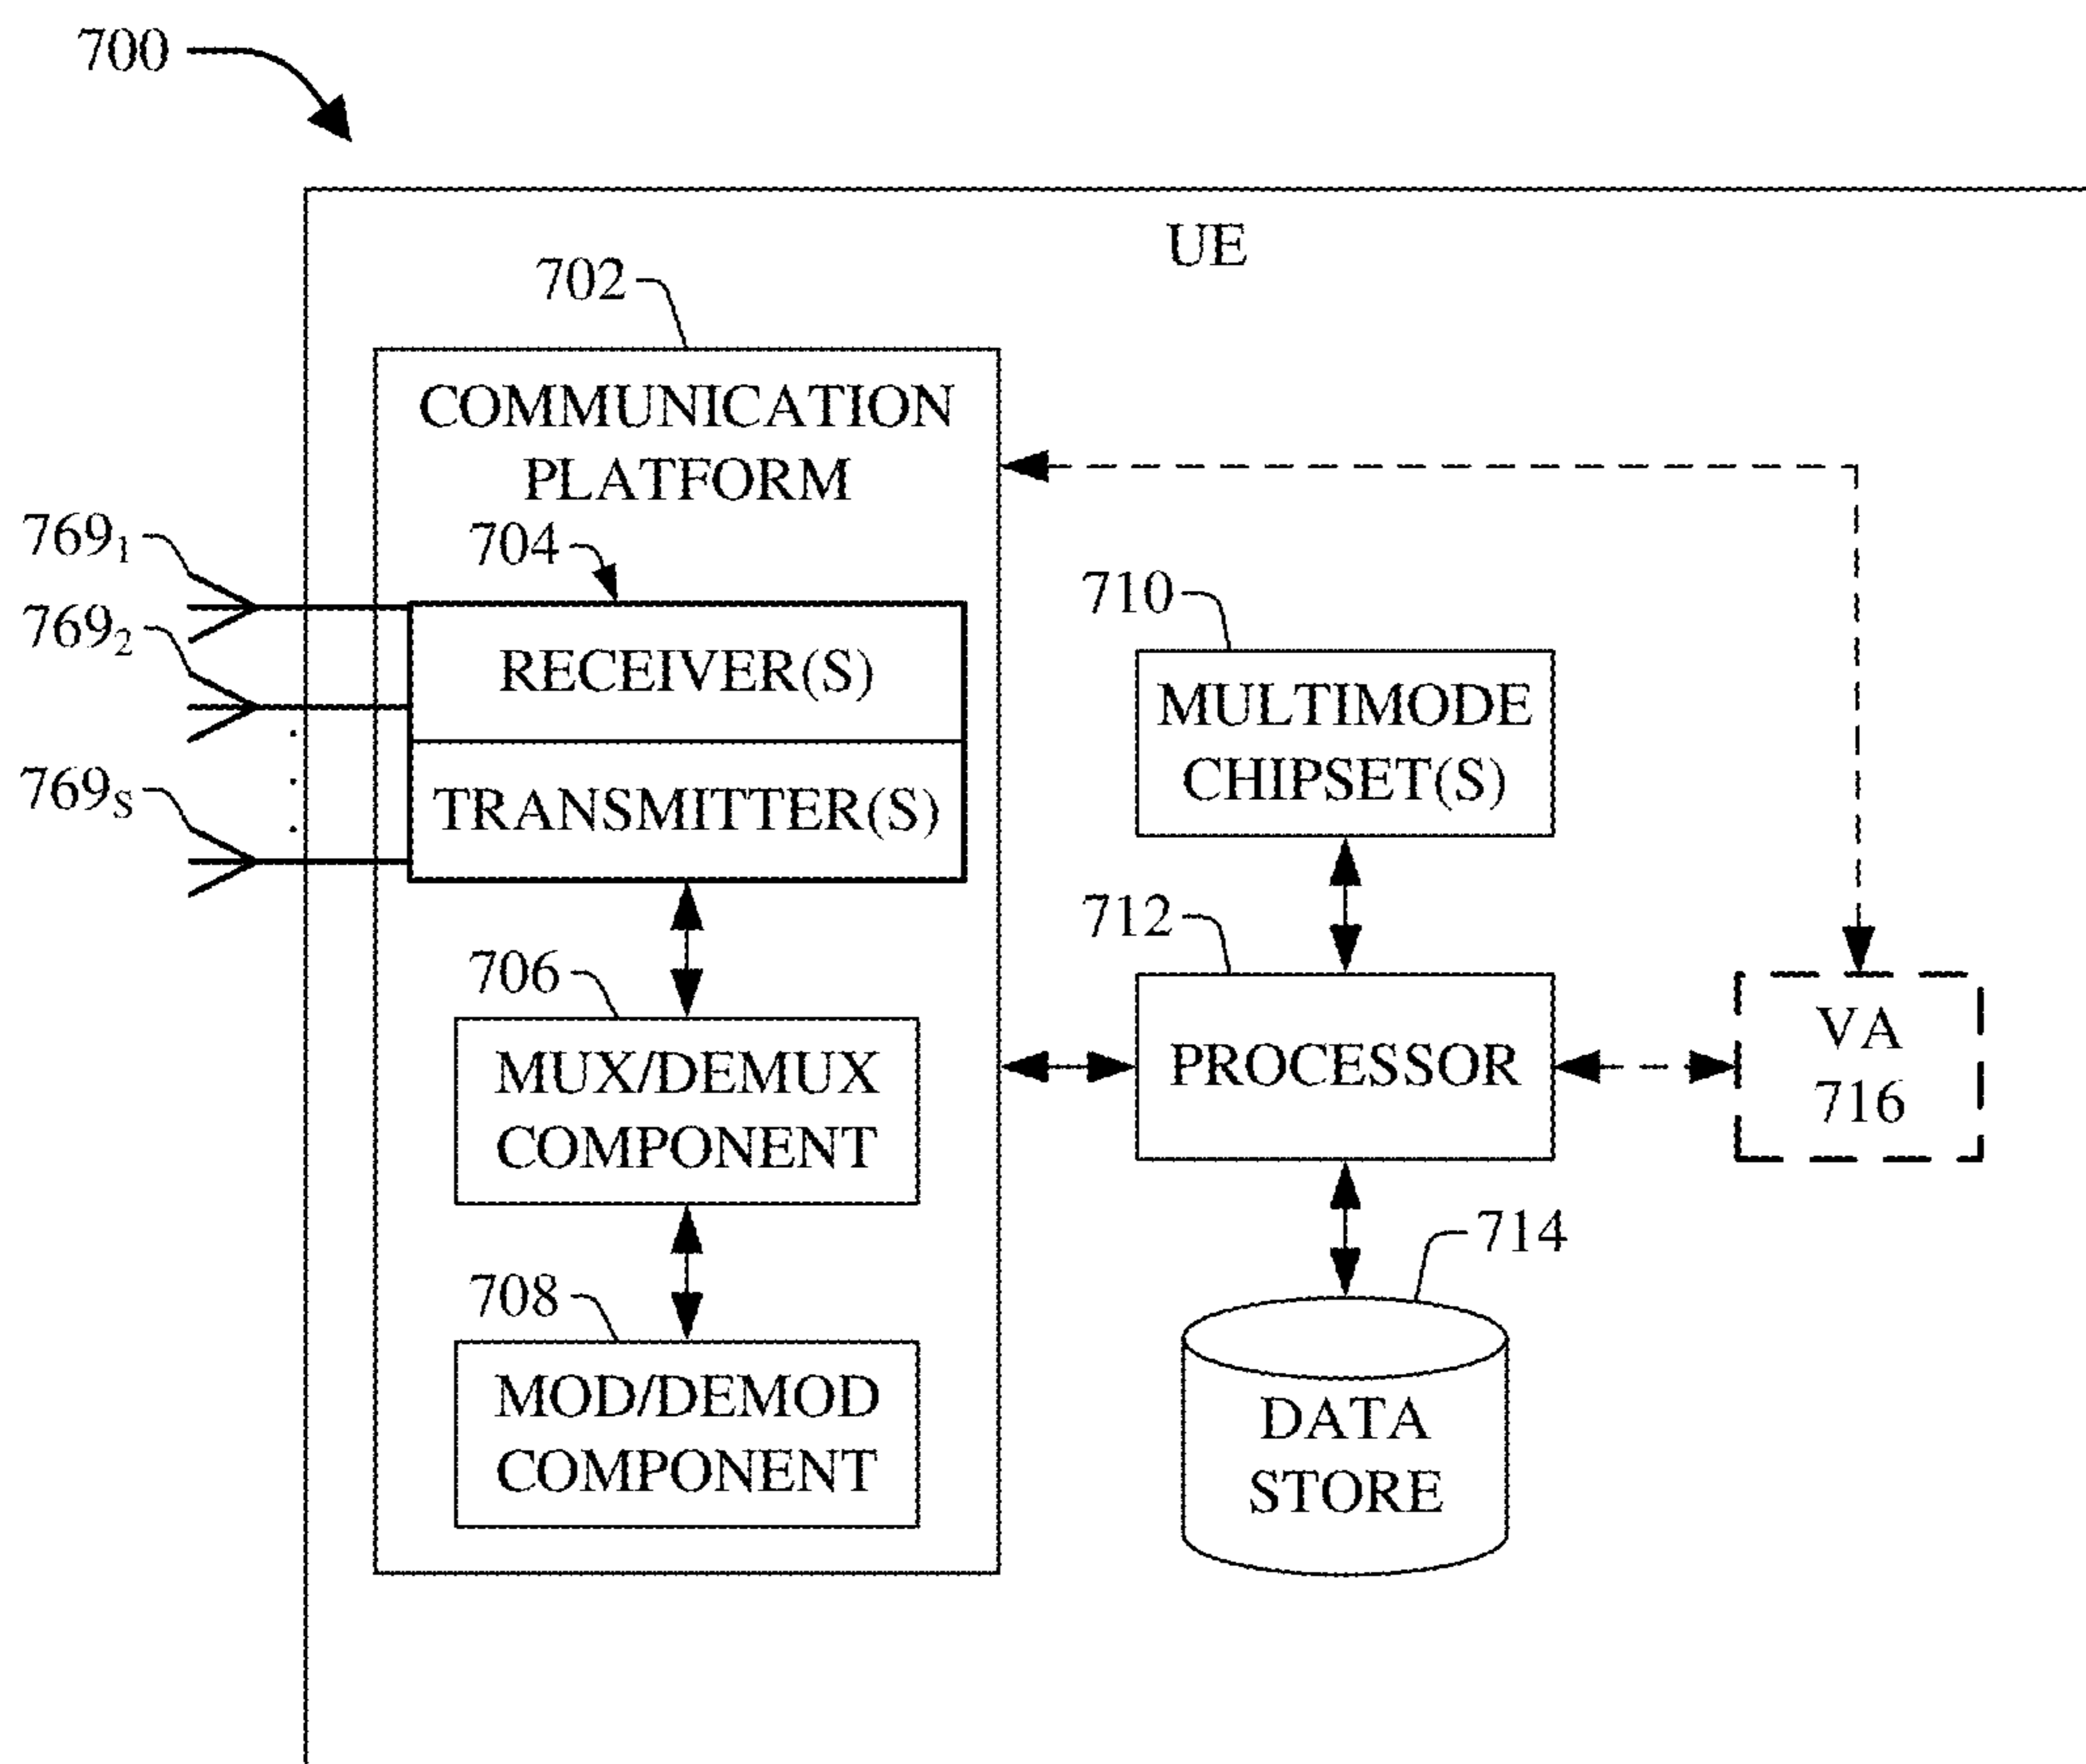 700
UE
702
COMMUNICATION
PLATFORM
704
769₁
769₂
769ₛ
RECEIVER(S)
TRANSMITTER(S)
706
MUX/DEMUX
COMPONENT
708
MOD/DEMOD
COMPONENT
710
MULTIMODE
CHIPSET(S)
712
PROCESSOR
VA
716
714
DATA
STORE